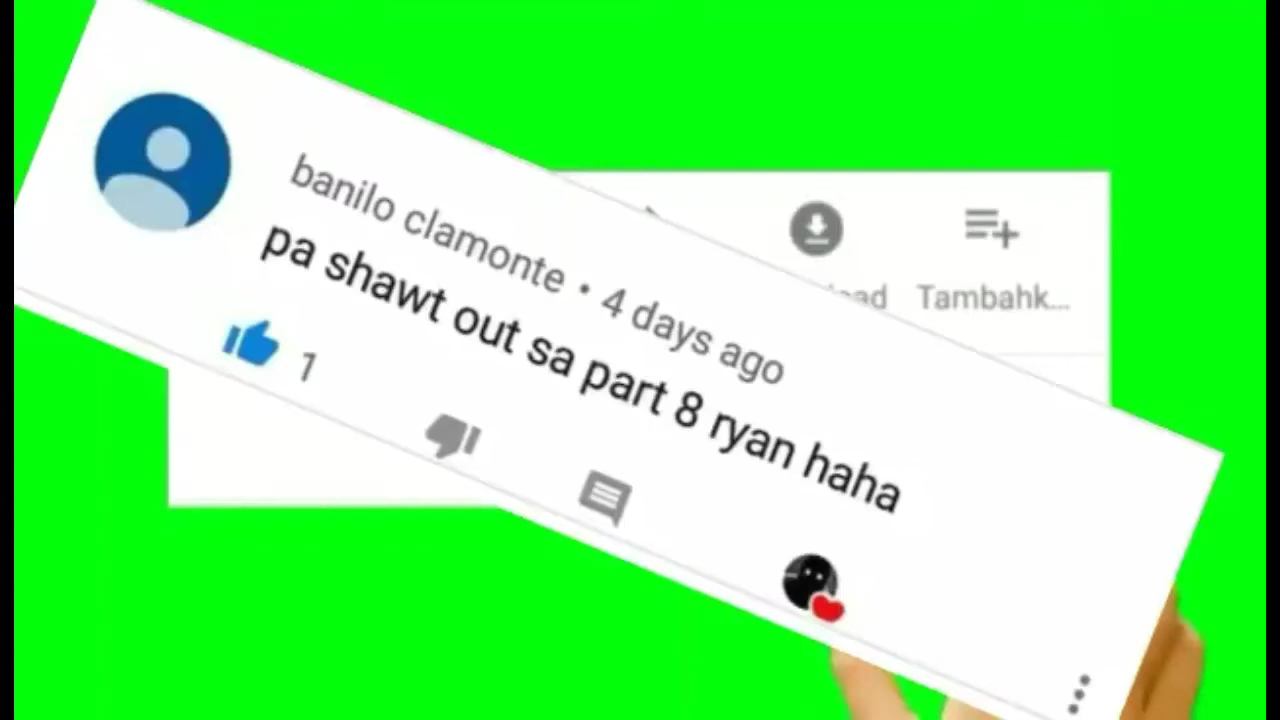 banilo clamonte • 4 days ago
pa shawt out sa part 8 ryan haha
1
Tambahk...